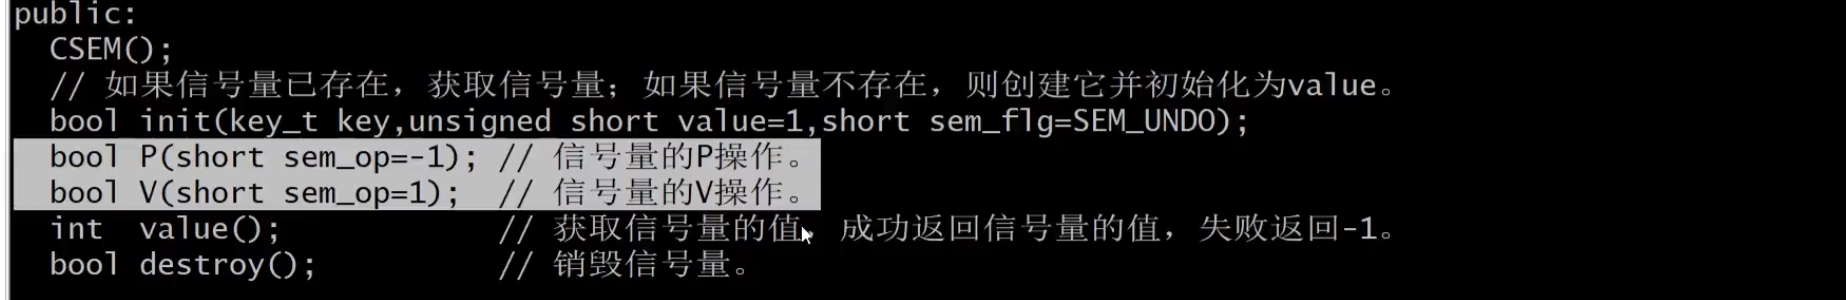 public:
CSEM();
// 如果信号量已存在，获取信号量；如果信号量不存在，则创建它并初始化为value。
bool init(key_t key,unsigned short value=1,short sem_flg=SEM_UNDO);
bool P(short sem_op=-1); // 信号量的P操作。
bool V(short sem_op=1);  // 信号量的V操作。
int  value();            // 获取信号量的值，成功返回信号量的值，失败返回-1。
bool destroy();          // 销毁信号量。